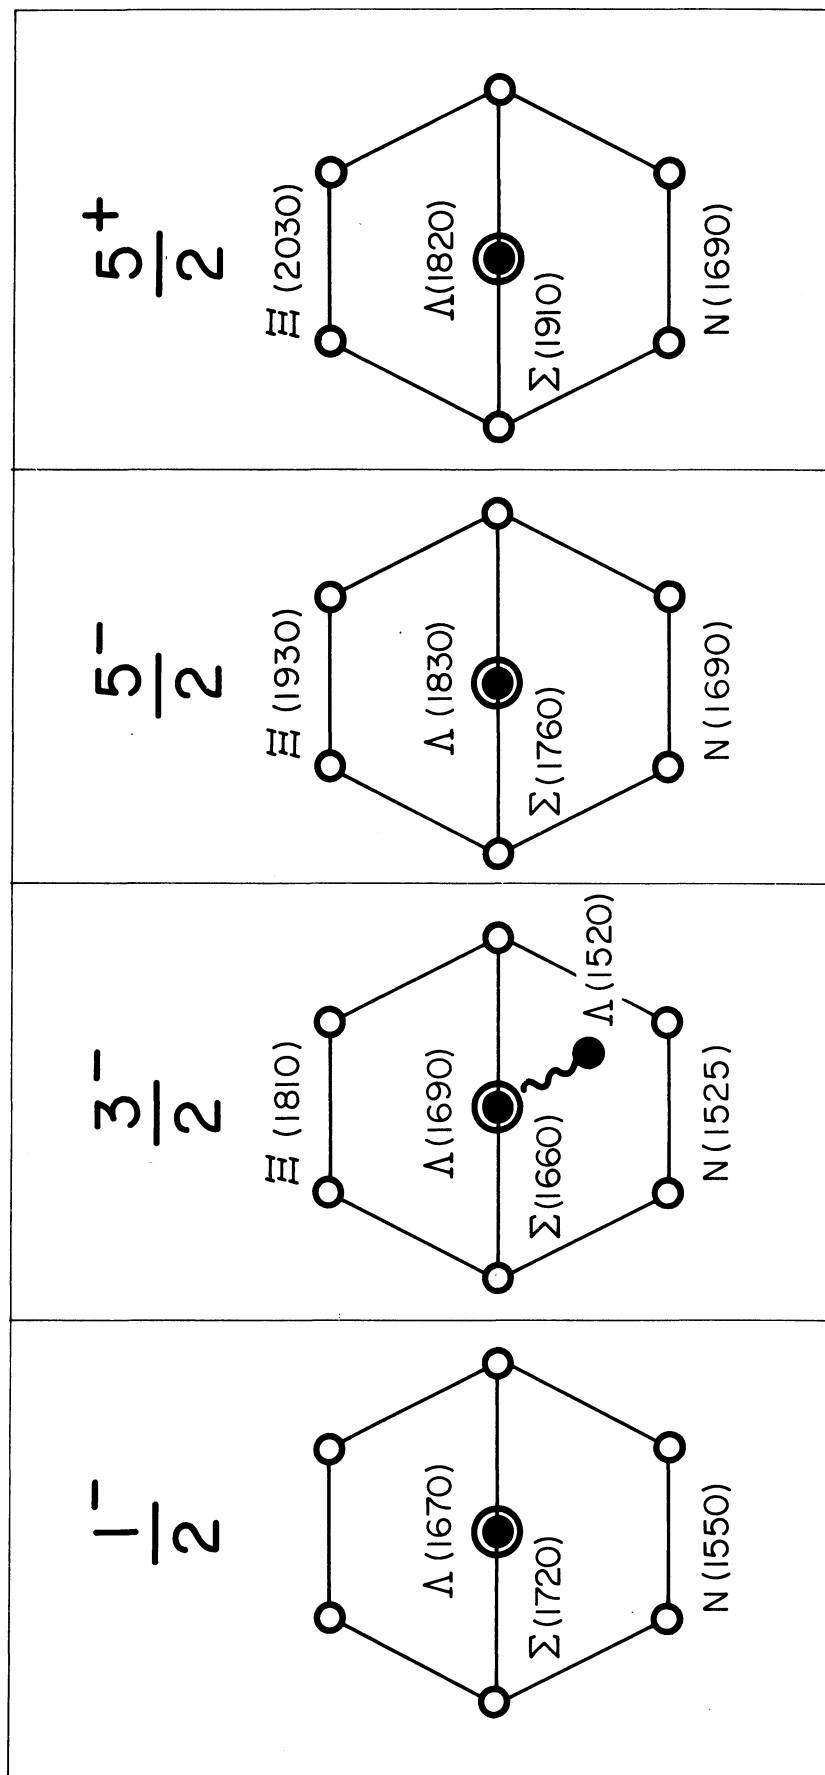 1⁻
2
Λ(1670)
Σ(1720)
N(1550)
3⁻
2
Ξ (1810)
Λ(1690)
Σ(1660)
Λ (1520)
N(1525)
5⁻
2
Ξ (1930)
Λ (1830)
Σ(1760)
N(1690)
5⁺
2
Ξ (2030)
Λ(1820)
Σ(1910)
N(1690)